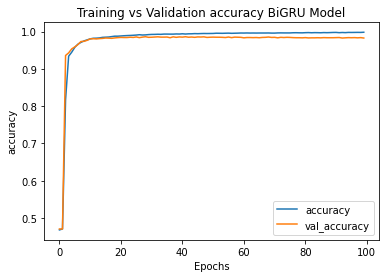 Training vs Validation accuracy BiGRU Model
1.0
0.9
0.8
0.7
0.6
0.5
accuracy
0 20 40 60 80 100
Epochs
accuracy
val_accuracy